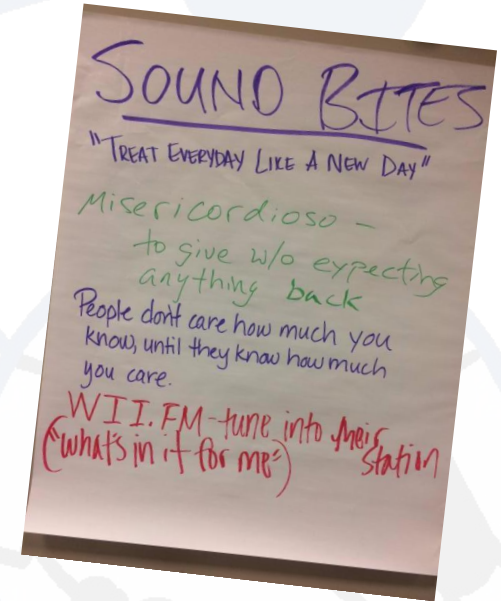 SOUND BITES
"TREAT EVERYDAY LIKE A NEW DAY"
Misericordioso -
to give w/o expecting
anything back
People don't care how much you
know, until they know how much
you care.
WII.FM - tune into their
("what's in it for me") station